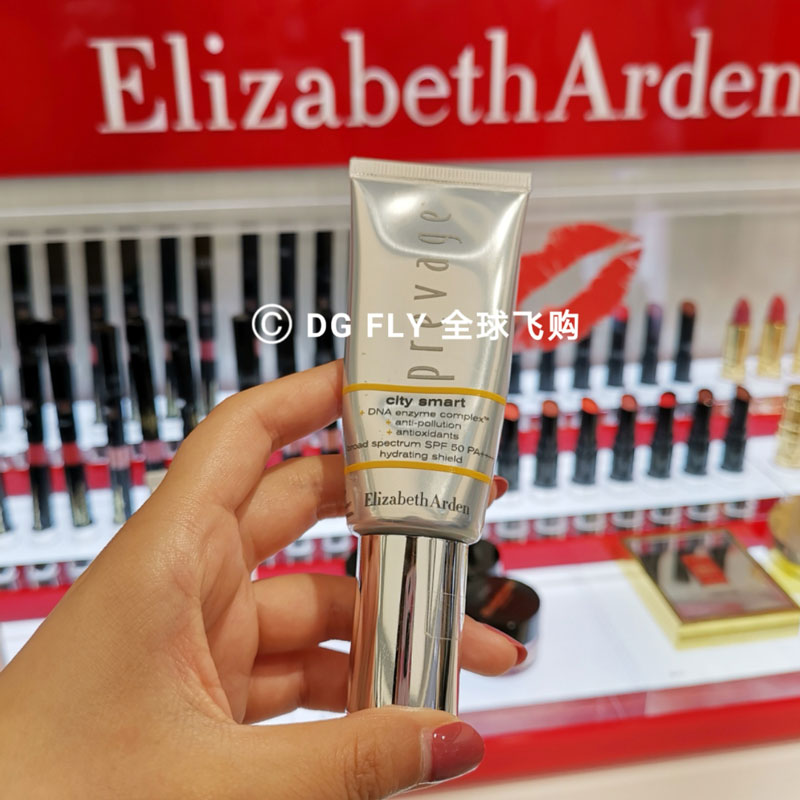 Elizabeth Arden
prevage
© DG FLY 全球飞购
city smart
+ DNA enzyme complex™
+ anti-pollution
+ antioxidants
broad spectrum SPF 50 PA++++
hydrating shield
Elizabeth Arden